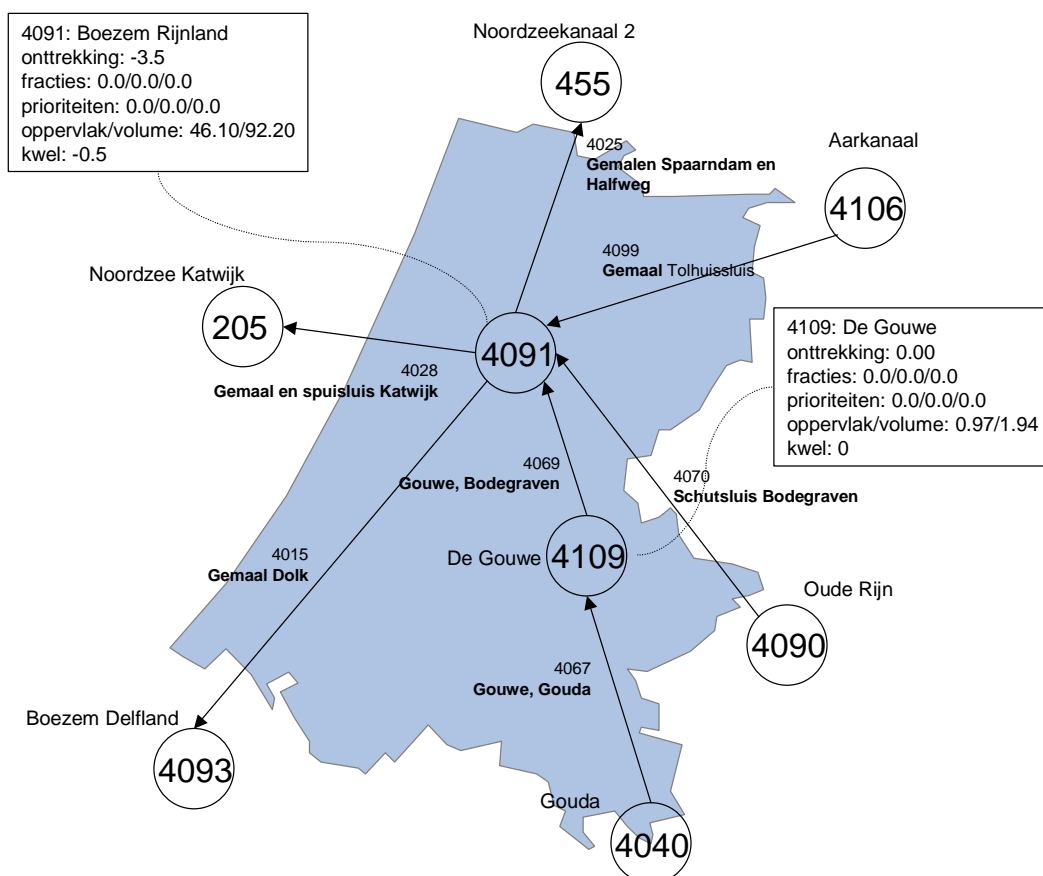 4091: Boezem Rijnland
onttrekking: -3.5
fracties: 0.0/0.0/0.0
prioriteiten: 0.0/0.0/0.0
oppervlak/volume: 46.10/92.20
kwel: -0.5
Noordzeekanaal 2
455
4025
Gemalen Spaarndam en
Halfweg
Aarkanaal
4106
4099
Gemaal Tolhuissluis
Noordzee Katwijk
205
4091
4028
Gemaal en spuisluis Katwijk
4109: De Gouwe
onttrekking: 0.00
fracties: 0.0/0.0/0.0
prioriteiten: 0.0/0.0/0.0
oppervlak/volume: 0.97/1.94
kwel: 0
4069
Gouwe, Bodegraven
4070
Schutsluis Bodegraven
4015
Gemaal Dolk
De Gouwe
4109
Oude Rijn
4090
4067
Gouwe, Gouda
Boezem Delfland
4093
Gouda
4040